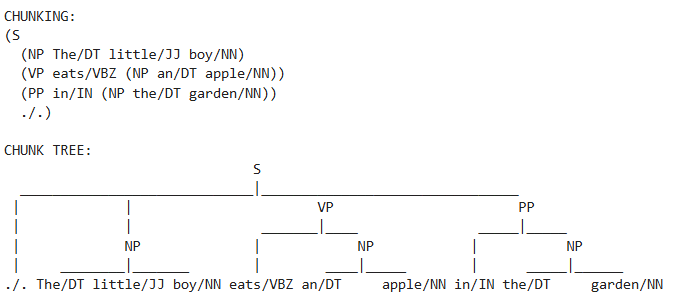 CHUNKING:
(S
  (NP The/DT little/JJ boy/NN)
  (VP eats/VBZ (NP an/DT apple/NN))
  (PP in/IN (NP the/DT garden/NN))
  ./.)
CHUNK TREE:
S
VP PP
NP NP NP
./. The/DT little/JJ boy/NN eats/VBZ an/DT apple/NN in/IN the/DT garden/NN